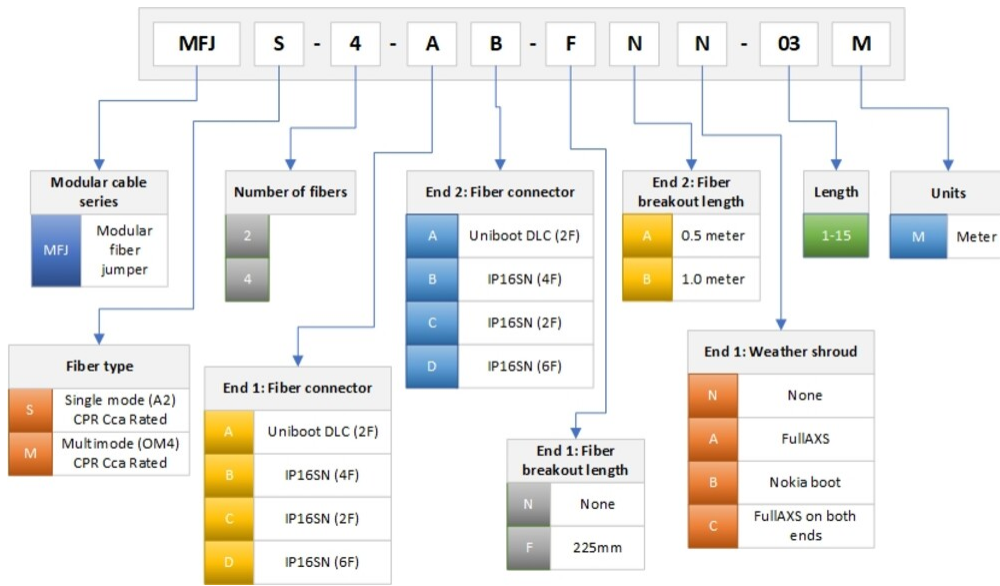 MFJ S - 4 - A B - F N N - 03 M
Modular cable
series
MFJ
Modular
fiber
jumper
Number of fibers
2
4
End 2: Fiber connector
A Uniboot DLC (2F)
B IP16SN (4F)
C IP16SN (2F)
D IP16SN (6F)
End 2: Fiber
breakout length
A 0.5 meter
B 1.0 meter
Length
1-15
Units
M Meter
Fiber type
S Single mode (A2)
CPR Cca Rated
M Multimode (OM4)
CPR Cca Rated
End 1: Fiber connector
A Uniboot DLC (2F)
B IP16SN (4F)
C IP16SN (2F)
D IP16SN (6F)
End 1: Fiber
breakout length
N None
F 225mm
End 1: Weather shroud
N None
A FullAXS
B Nokia boot
C FullAXS on both
ends